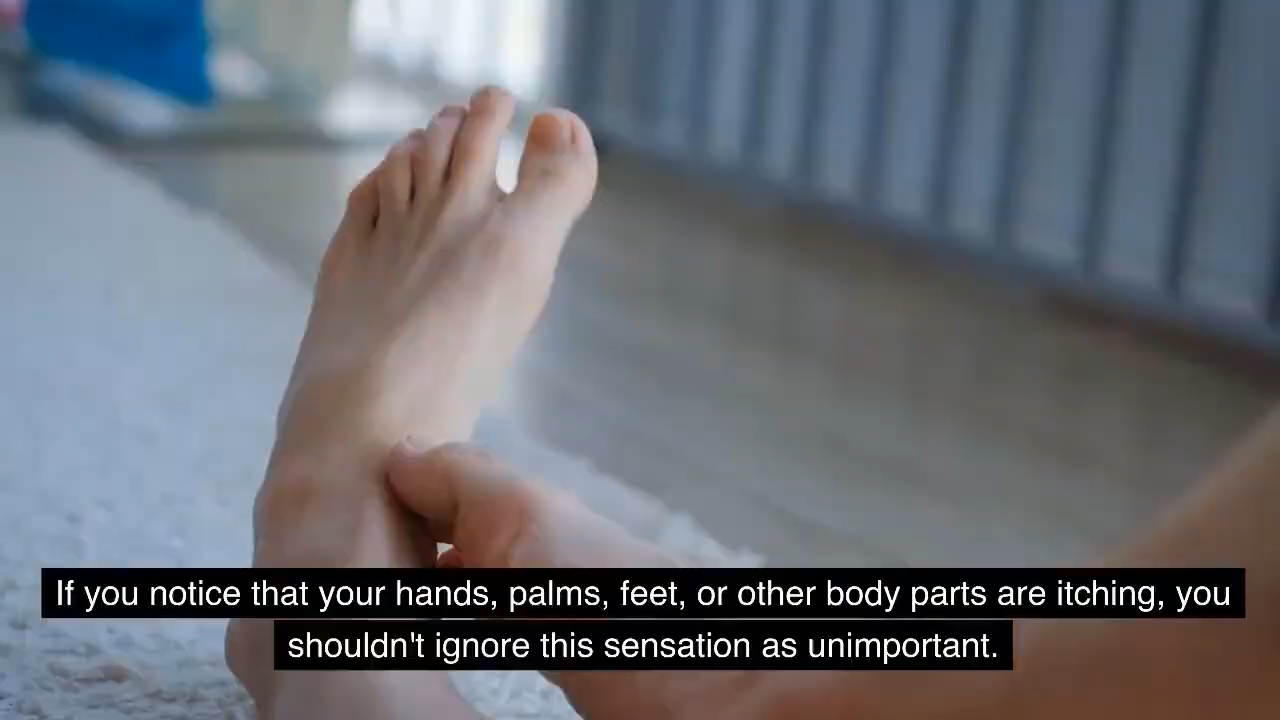 If you notice that your hands, palms, feet, or other body parts are itching, you
shouldn't ignore this sensation as unimportant.